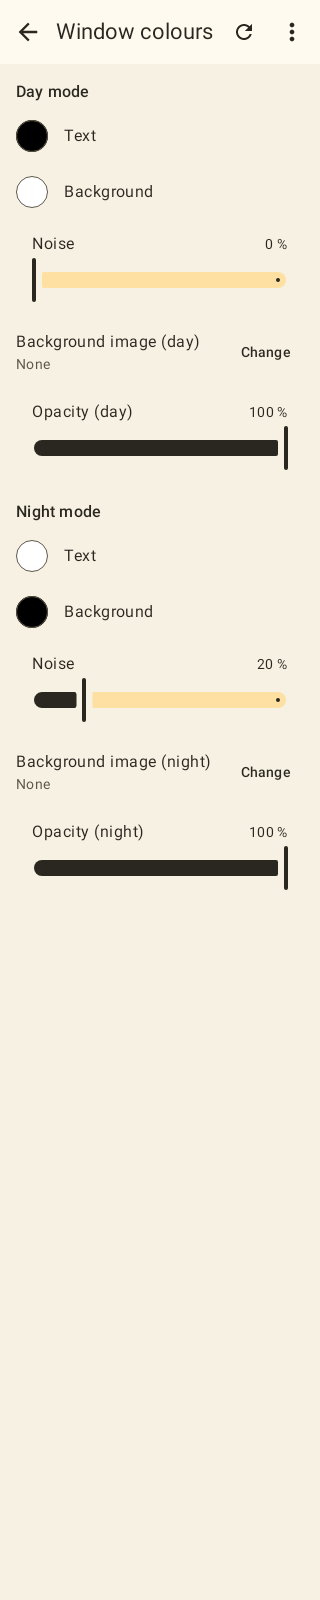 Window colours
Day mode
Text
Background
Noise
0 %
Background image (day)
None
Change
Opacity (day)
100 %
Night mode
Text
Background
Noise
20 %
Background image (night)
None
Change
Opacity (night)
100 %